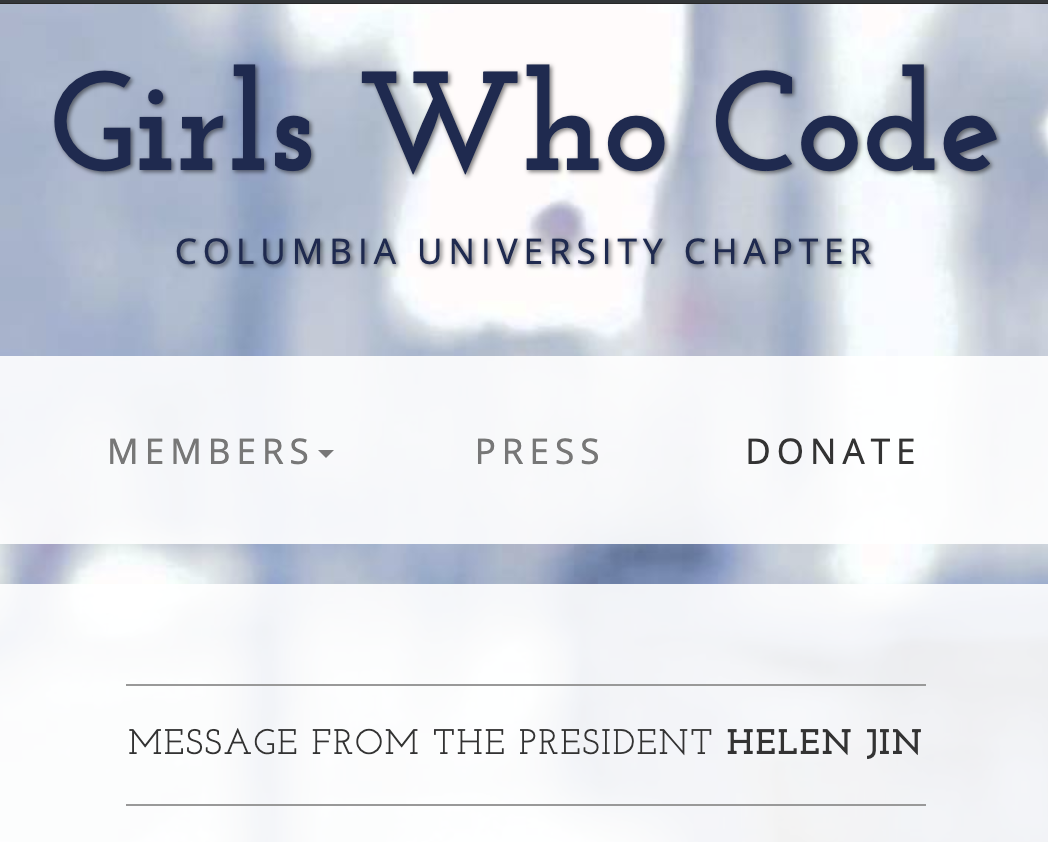 Girls Who Code
COLUMBIA UNIVERSITY CHAPTER
MEMBERS PRESS DONATE
MESSAGE FROM THE PRESIDENT HELEN JIN